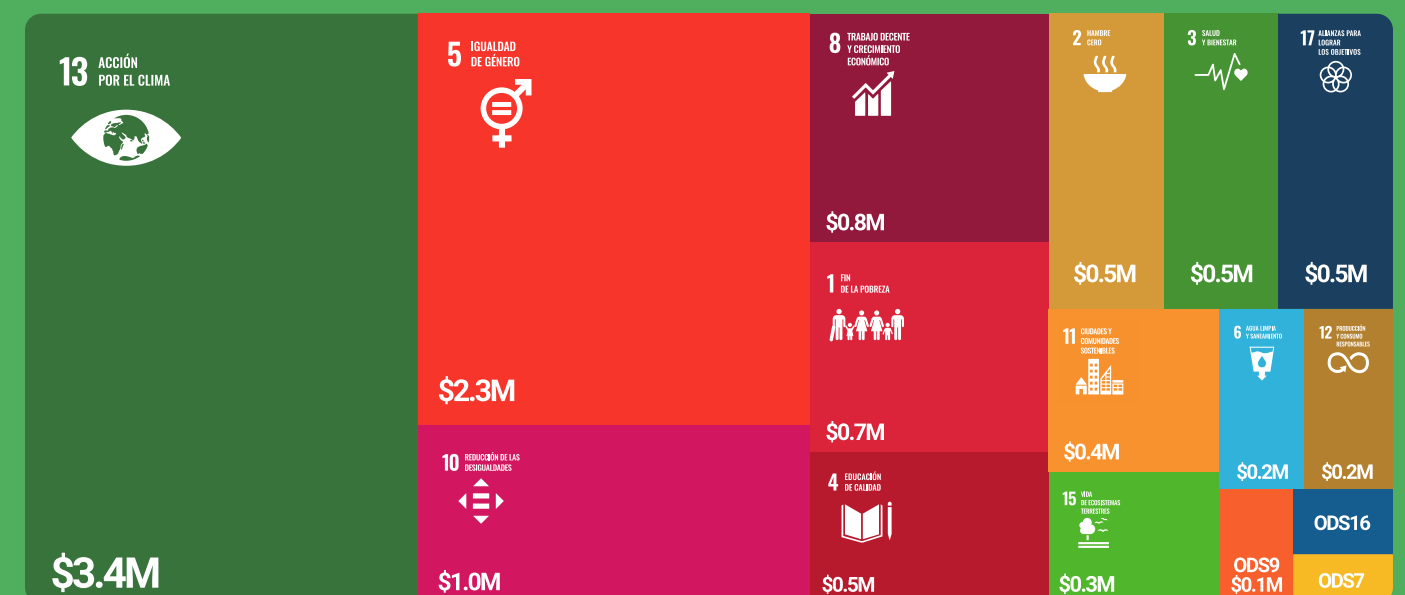 13 ACCIÓN
POR EL CLIMA
$3.4M
5 IGUALDAD
DE GÉNERO
$2.3M
10 REDUCCIÓN DE LAS
DESIGUALDADES
$1.0M
8 TRABAJO DECENTE
Y CRECIMIENTO
ECONÓMICO
$0.8M
1 FIN
DE LA POBREZA
$0.7M
4 EDUCACIÓN
DE CALIDAD
$0.5M
2 HAMBRE
CERO
$0.5M
3 SALUD
Y BIENESTAR
$0.5M
17 ALIANZAS PARA
LOGRAR
LOS OBJETIVOS
$0.5M
11 CIUDADES Y
COMUNIDADES
SOSTENIBLES
$0.4M
6 AGUA LIMPIA
Y SANEAMIENTO
$0.2M
12 PRODUCCIÓN
Y CONSUMO
RESPONSABLES
$0.2M
15 VIDA
DE ECOSISTEMAS
TERRESTRES
$0.3M
ODS9
$0.1M
ODS16
ODS7